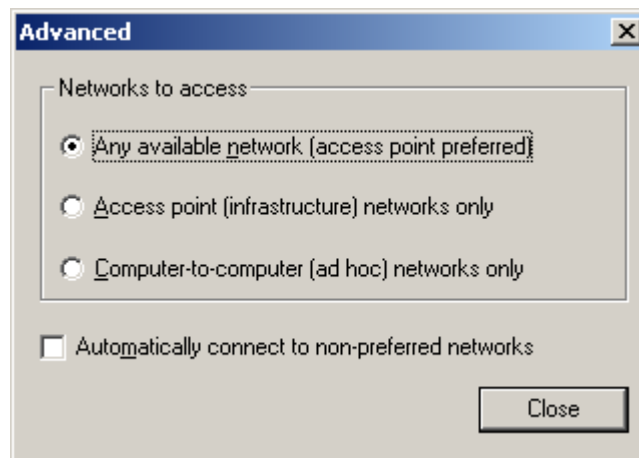 Advanced
Networks to access
Any available network (access point preferred)
Access point (infrastructure) networks only
Computer-to-computer (ad hoc) networks only
Automatically connect to non-preferred networks
Close